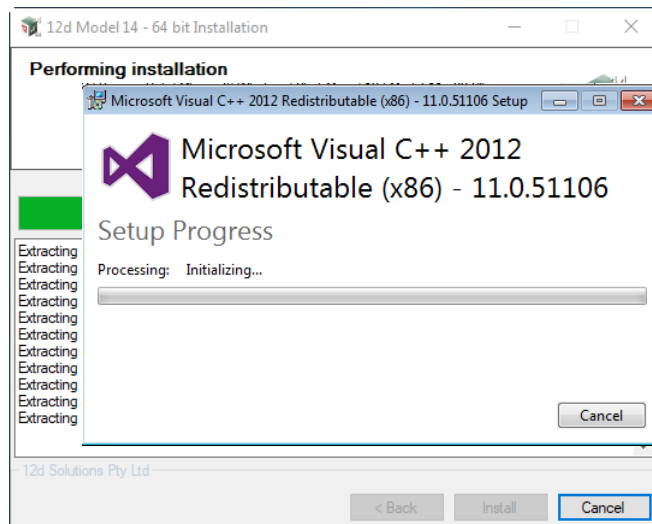 12d Model 14 - 64 bit Installation
Performing installation
Microsoft Visual C++ 2012 Redistributable (x86) - 11.0.51106 Setup
Microsoft Visual C++ 2012
Redistributable (x86) - 11.0.51106
Setup Progress
Processing: Initializing...
Extracting
Extracting
Extracting
Extracting
Extracting
Extracting
Extracting
Extracting
Extracting
Extracting
Extracting
Cancel
12d Solutions Pty Ltd
< Back Install Cancel